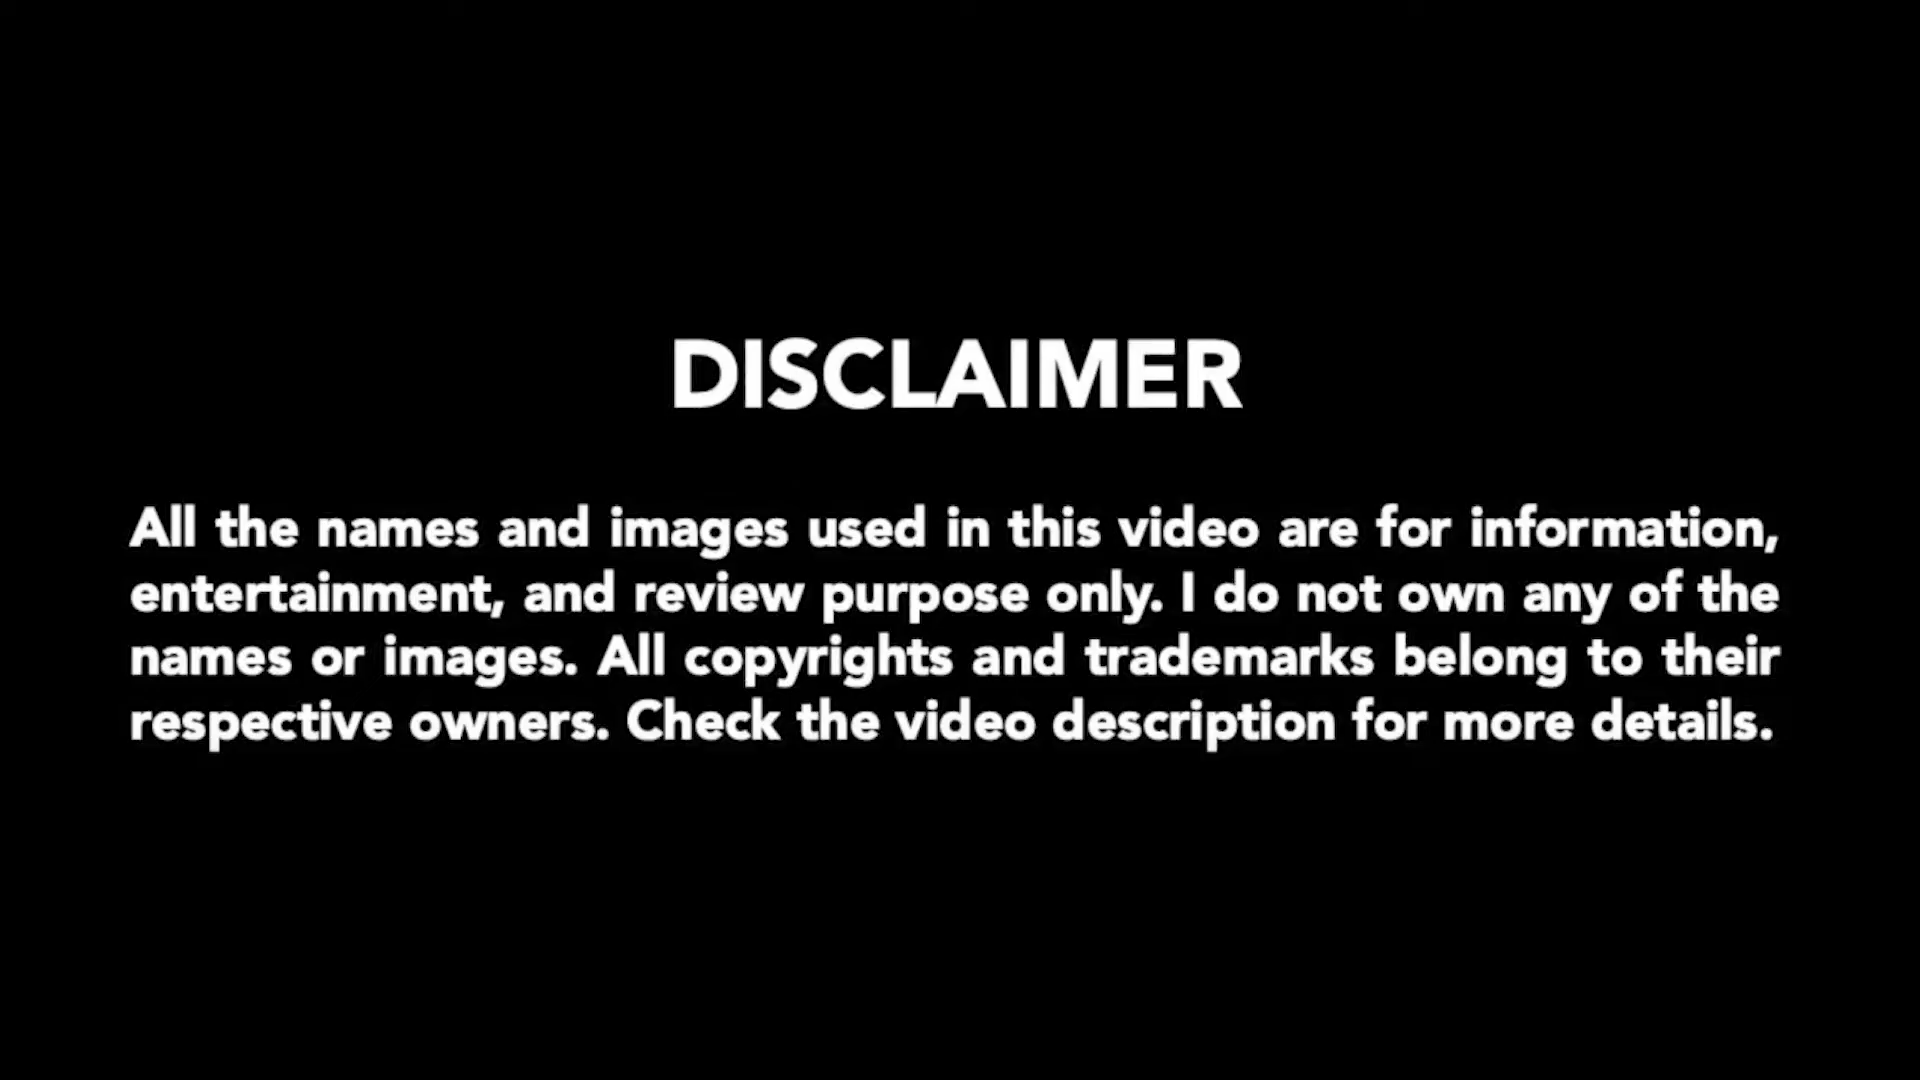 DISCLAIMER
All the names and images used in this video are for information,
entertainment, and review purpose only. I do not own any of the
names or images. All copyrights and trademarks belong to their
respective owners. Check the video description for more details.